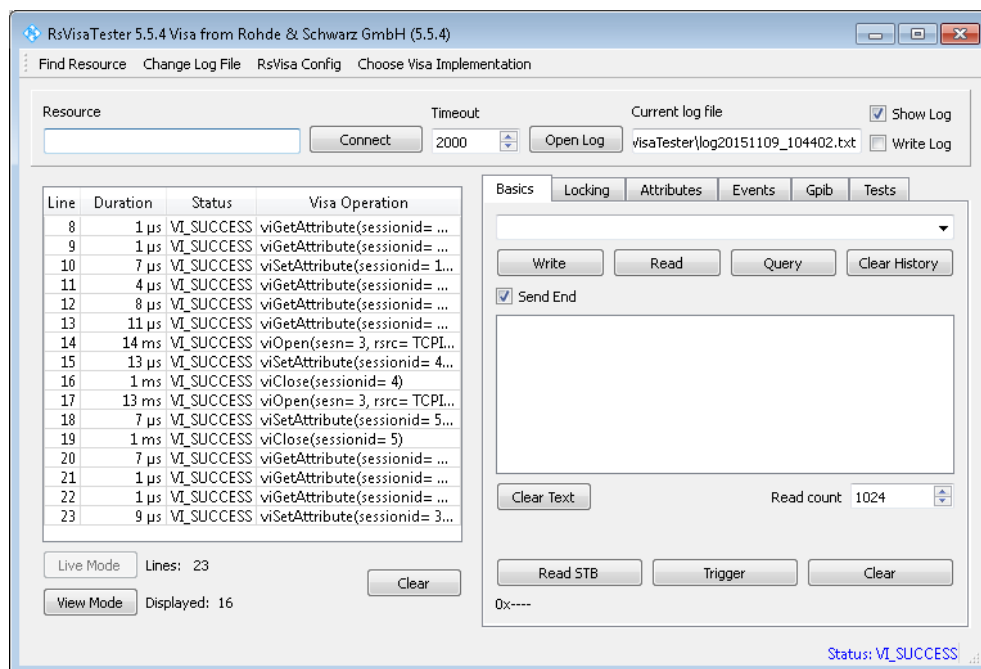 RsVisaTester 5.5.4 Visa from Rohde & Schwarz GmbH (5.5.4)
Find Resource Change Log File RsVisa Config Choose Visa Implementation
Resource Timeout Current log file Show Log
Connect 2000 Open Log visaTester\log20151109_104402.txt Write Log
Basics Locking Attributes Events Gpib Tests
Line Duration Status Visa Operation
8 1 µs VI_SUCCESS viGetAttribute(sessionid= ...
9 1 µs VI_SUCCESS viGetAttribute(sessionid= ...
10 7 µs VI_SUCCESS viSetAttribute(sessionid= 1...
11 4 µs VI_SUCCESS viGetAttribute(sessionid= ...
12 8 µs VI_SUCCESS viGetAttribute(sessionid= ...
13 11 µs VI_SUCCESS viGetAttribute(sessionid= ...
14 14 ms VI_SUCCESS viOpen(sesn= 3, rsrc= TCPI...
15 13 µs VI_SUCCESS viSetAttribute(sessionid= 4...
16 1 ms VI_SUCCESS viClose(sessionid= 4)
17 13 ms VI_SUCCESS viOpen(sesn= 3, rsrc= TCPI...
18 7 µs VI_SUCCESS viSetAttribute(sessionid= 5...
19 1 ms VI_SUCCESS viClose(sessionid= 5)
20 7 µs VI_SUCCESS viGetAttribute(sessionid= ...
21 1 µs VI_SUCCESS viGetAttribute(sessionid= ...
22 1 µs VI_SUCCESS viGetAttribute(sessionid= ...
23 9 µs VI_SUCCESS viSetAttribute(sessionid= 3...
Live Mode Lines: 23
View Mode Displayed: 16
Clear
Write Read Query Clear History
Send End
Clear Text Read count 1024
Read STB Trigger Clear
0x----
Status: VI_SUCCESS